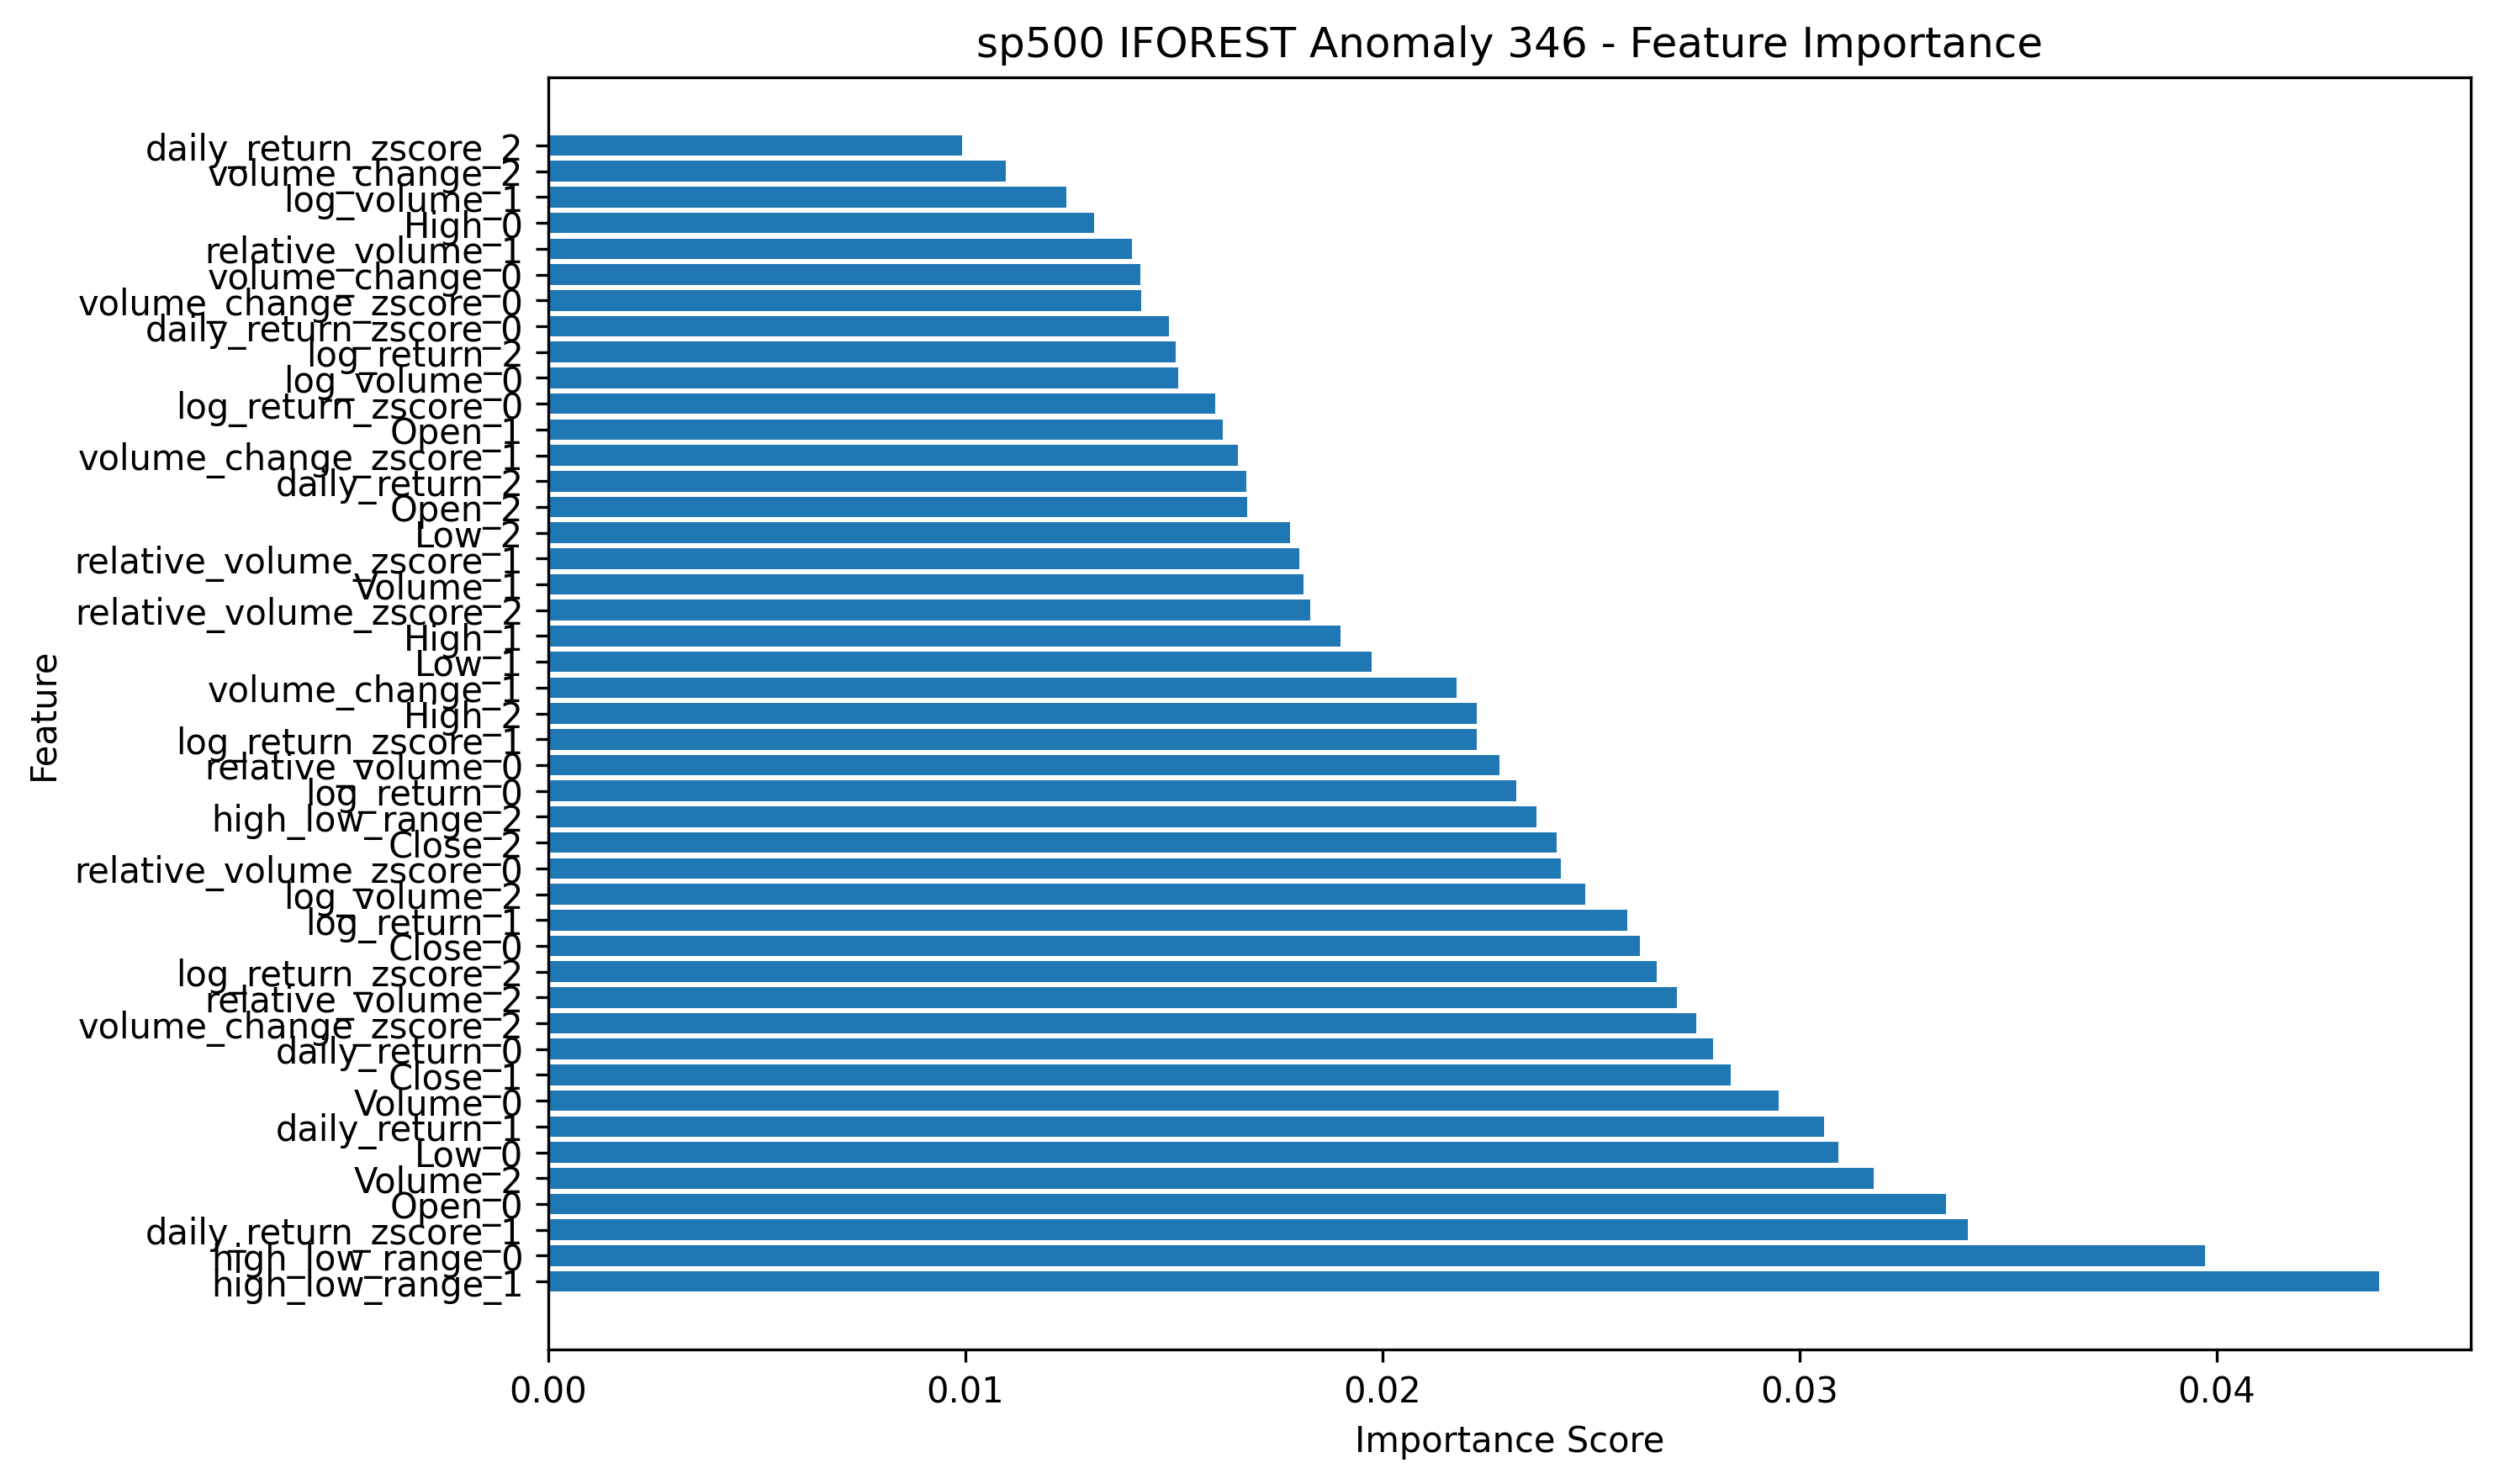 sp500 IFOREST Anomaly 346 - Feature Importance
daily_return_zscore_2
volume_change_2
log_volume_1
High_0
relative_volume_1
volume_change_0
volume_change_zscore_0
daily_return_zscore_0
log_return_2
log_volume_0
log_return_zscore_0
Open_1
volume_change_zscore_1
daily_return_2
Open_2
Low_2
relative_volume_zscore_1
Volume_1
relative_volume_zscore_2
High_1
Low_1
volume_change_1
High_2
log_return_zscore_1
relative_volume_0
log_return_0
high_low_range_2
Close_2
relative_volume_zscore_0
log_volume_2
log_return_1
Close_0
log_return_zscore_2
relative_volume_2
volume_change_zscore_2
daily_return_0
Close_1
Volume_0
daily_return_1
Low_0
Volume_2
Open_0
daily_return_zscore_1
high_low_range_0
high_low_range_1
Feature
0.00 0.01 0.02 0.03 0.04
Importance Score